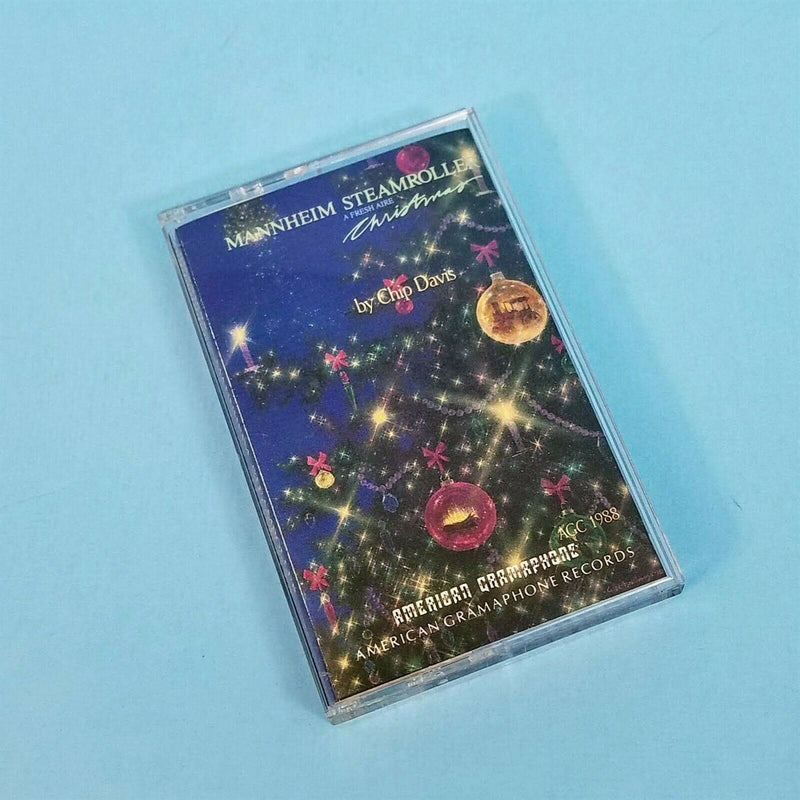 MANNHEIM STEAMROLLER
A FRESH AIRE
Christmas
by Chip Davis
AGC 1988
AMERICAN GRAMAPHONE
AMERICAN GRAMAPHONE RECORDS